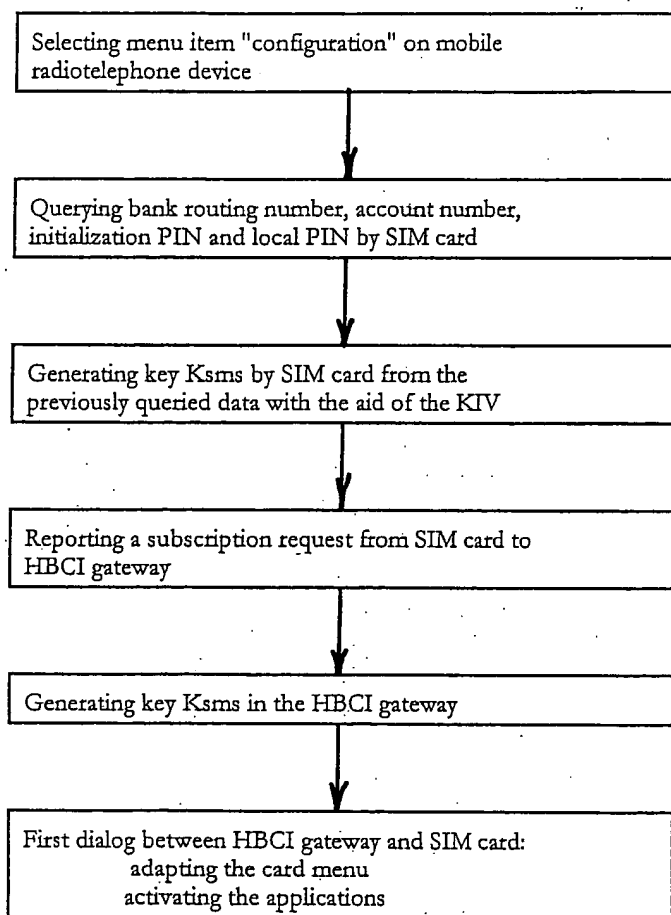 Selecting menu item "configuration" on mobile
radiotelephone device
Querying bank routing number, account number,
initialization PIN and local PIN by SIM card
Generating key Ksms by SIM card from the
previously queried data with the aid of the KIV
Reporting a subscription request from SIM card to
HBCI gateway
Generating key Ksms in the HBCI gateway
First dialog between HBCI gateway and SIM card:
adapting the card menu
activating the applications